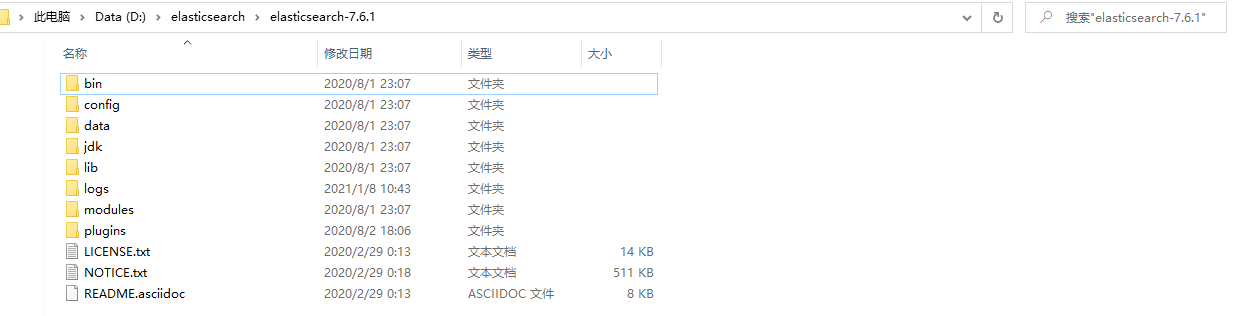 此电脑 > Data (D:) > elasticsearch > elasticsearch-7.6.1 搜索"elasticsearch-7.6.1"
名称 修改日期 类型 大小
bin 2020/8/1 23:07 文件夹
config 2020/8/1 23:07 文件夹
data 2020/8/1 23:07 文件夹
jdk 2020/8/1 23:07 文件夹
lib 2020/8/1 23:07 文件夹
logs 2021/1/8 10:43 文件夹
modules 2020/8/1 23:07 文件夹
plugins 2020/8/2 18:06 文件夹
LICENSE.txt 2020/2/29 0:13 文本文档 14 KB
NOTICE.txt 2020/2/29 0:18 文本文档 511 KB
README.asciidoc 2020/2/29 0:13 ASCIIDOC 文件 8 KB